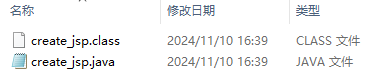 名称 修改日期 类型
create_jsp.class 2024/11/10 16:39 CLASS 文件
create_jsp.java 2024/11/10 16:39 JAVA 文件